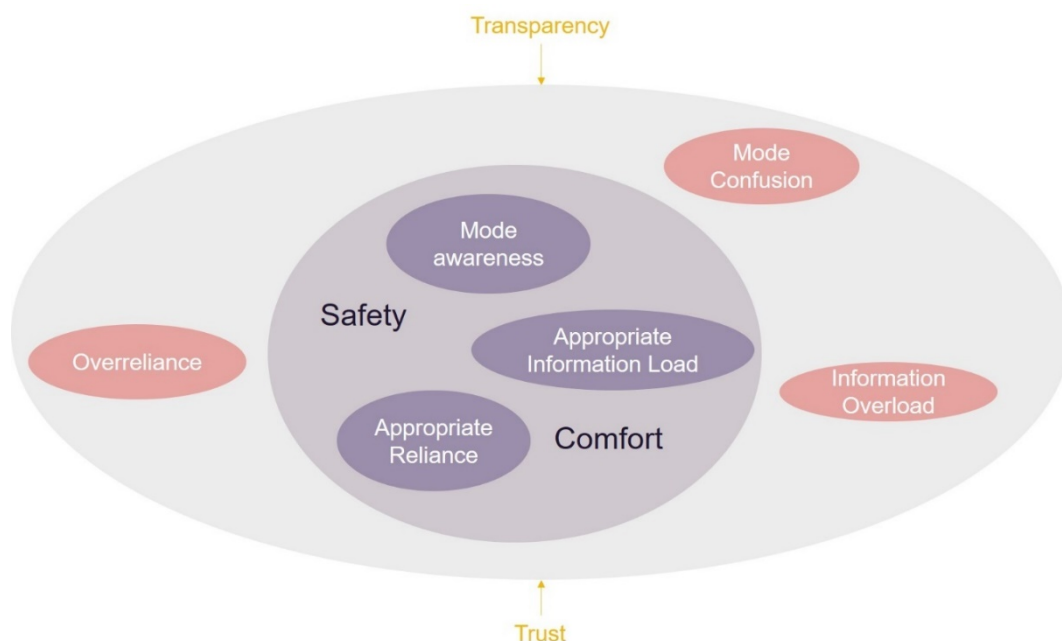 Transparency
Mode
Confusion
Mode
awareness
Safety
Appropriate
Information Load
Overreliance
Information
Overload
Appropriate
Reliance
Comfort
Trust